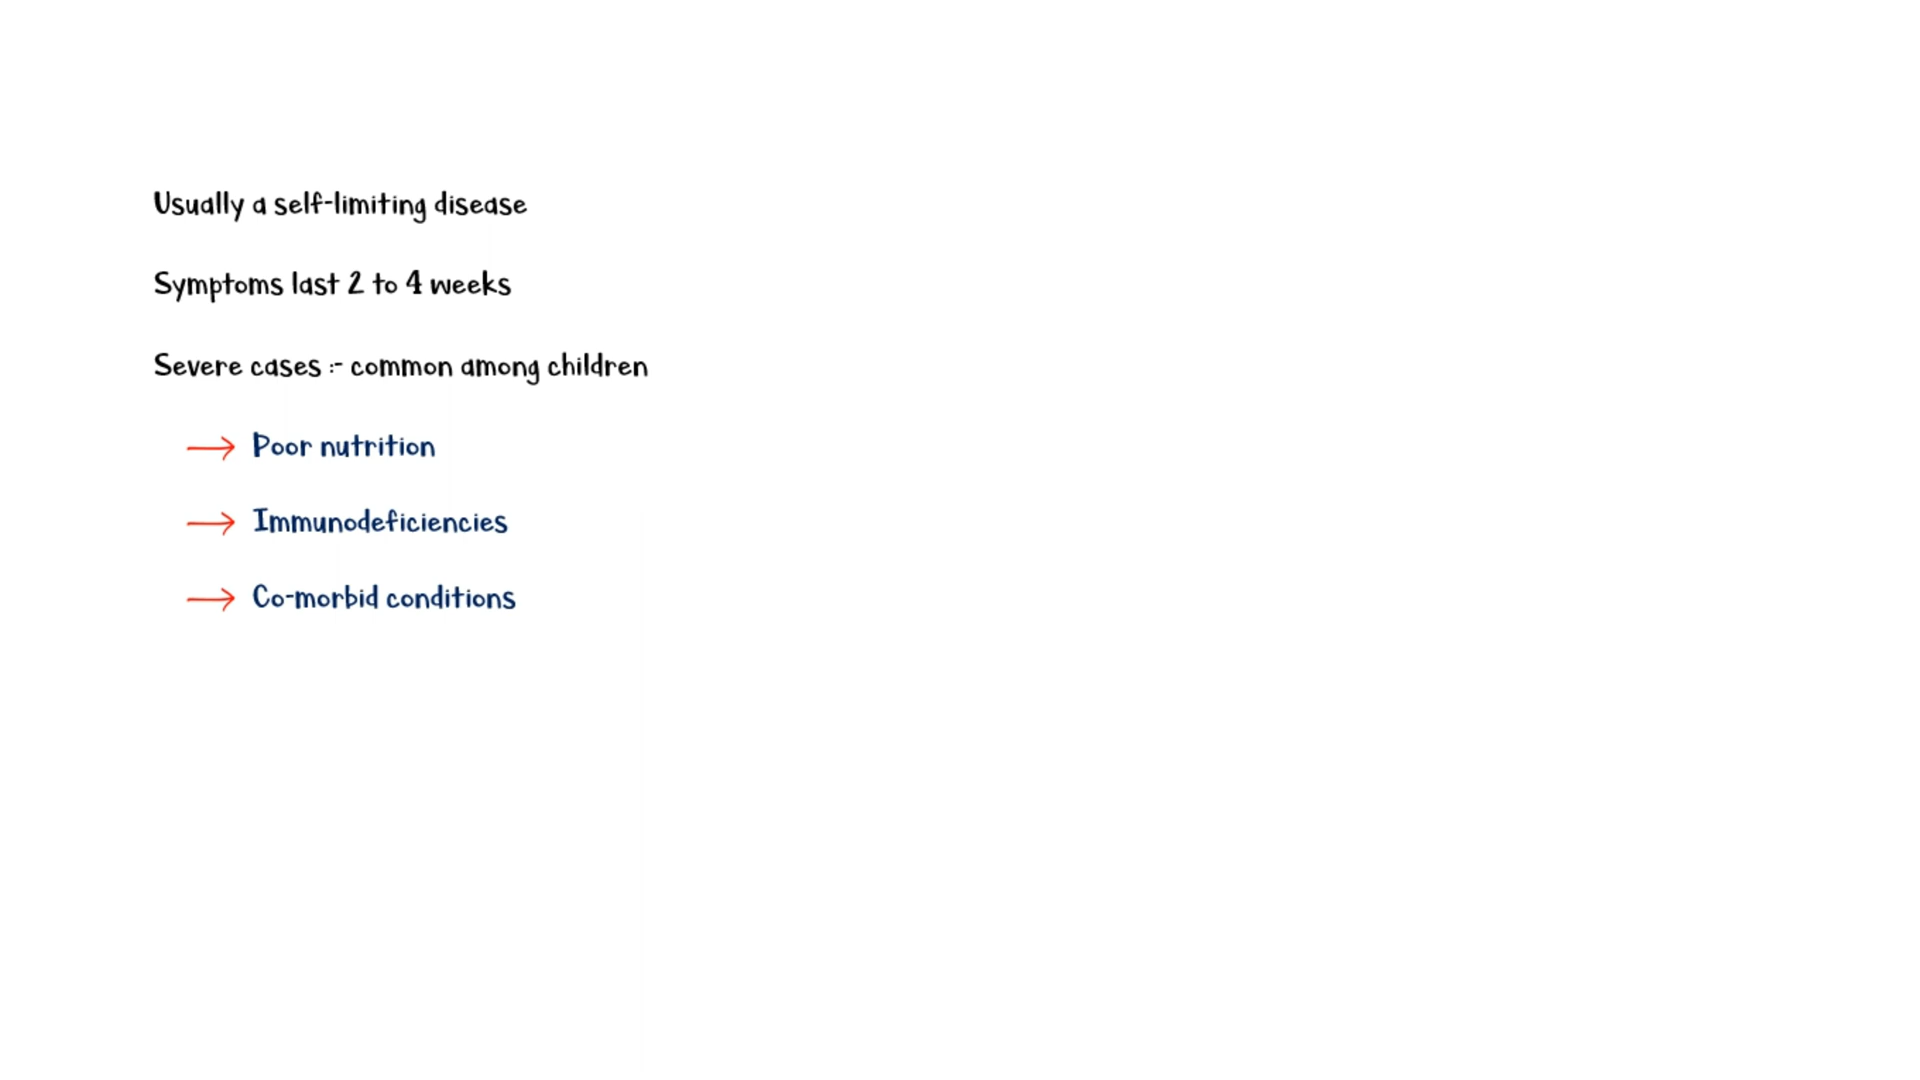 Usually a self-limiting disease
Symptoms last 2 to 4 weeks
Severe cases :- common among children
Poor nutrition
Immunodeficiencies
Co-morbid conditions